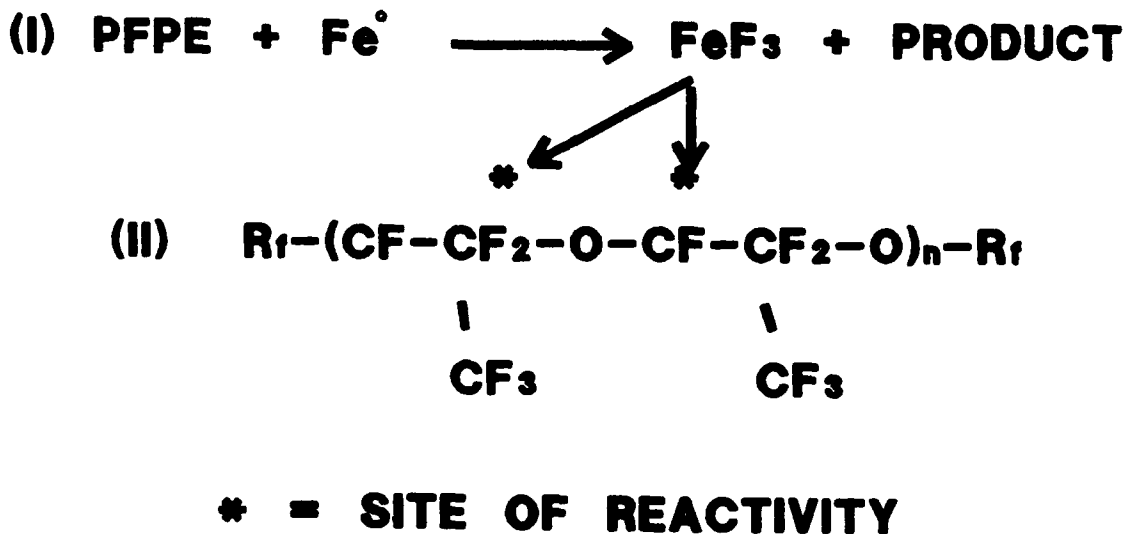 (I) PFPE + Fe° ⟶ FeF₃ + PRODUCT
* *
(II) Rf–(CF–CF₂–O–CF–CF₂–O)n–Rf
CF₃ CF₃
* = SITE OF REACTIVITY